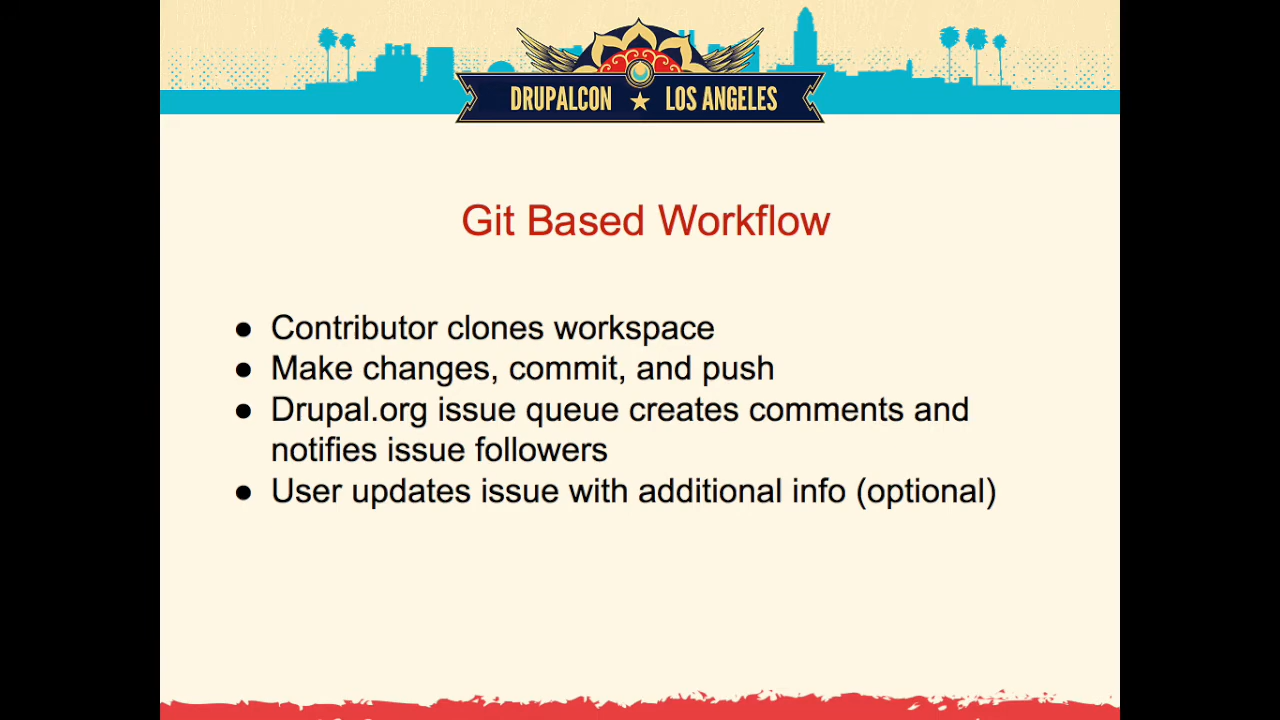 DRUPALCON ★ LOS ANGELES
Git Based Workflow
● Contributor clones workspace
● Make changes, commit, and push
● Drupal.org issue queue creates comments and
notifies issue followers
● User updates issue with additional info (optional)